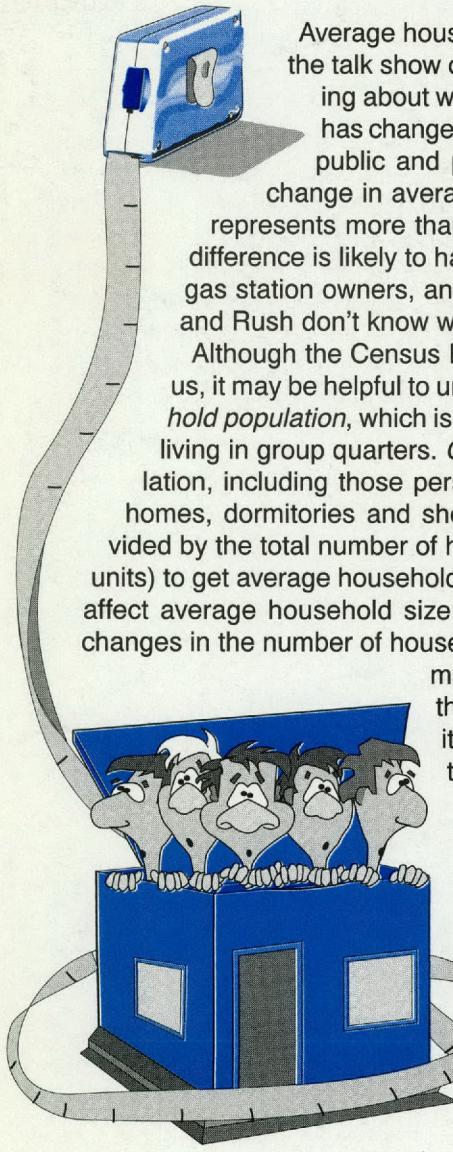 Average hous
the talk show c
ing about w
has change
public and p
change in avera
represents more tha
difference is likely to ha
gas station owners, an
and Rush don't know w
Although the Census
us, it may be helpful to u
hold population, which is
living in group quarters.
lation, including those pers
homes, dormitories and she
vided by the total number of h
units) to get average household
affect average household size
changes in the number of house
m
th
it
t